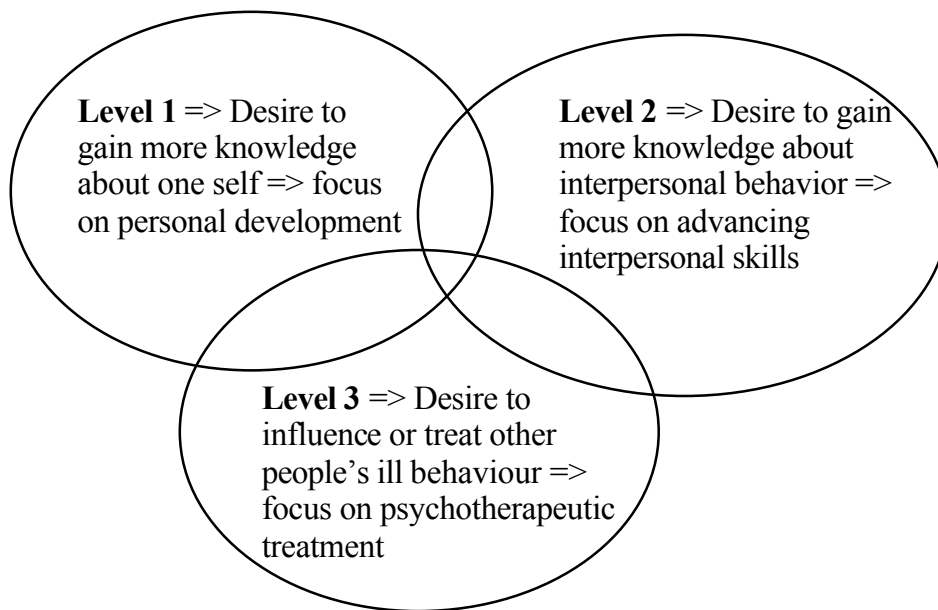 Level 1 => Desire to
gain more knowledge
about one self => focus
on personal development
Level 2 => Desire to gain
more knowledge about
interpersonal behavior =>
focus on advancing
interpersonal skills
Level 3 => Desire to
influence or treat other
people’s ill behaviour =>
focus on psychotherapeutic
treatment